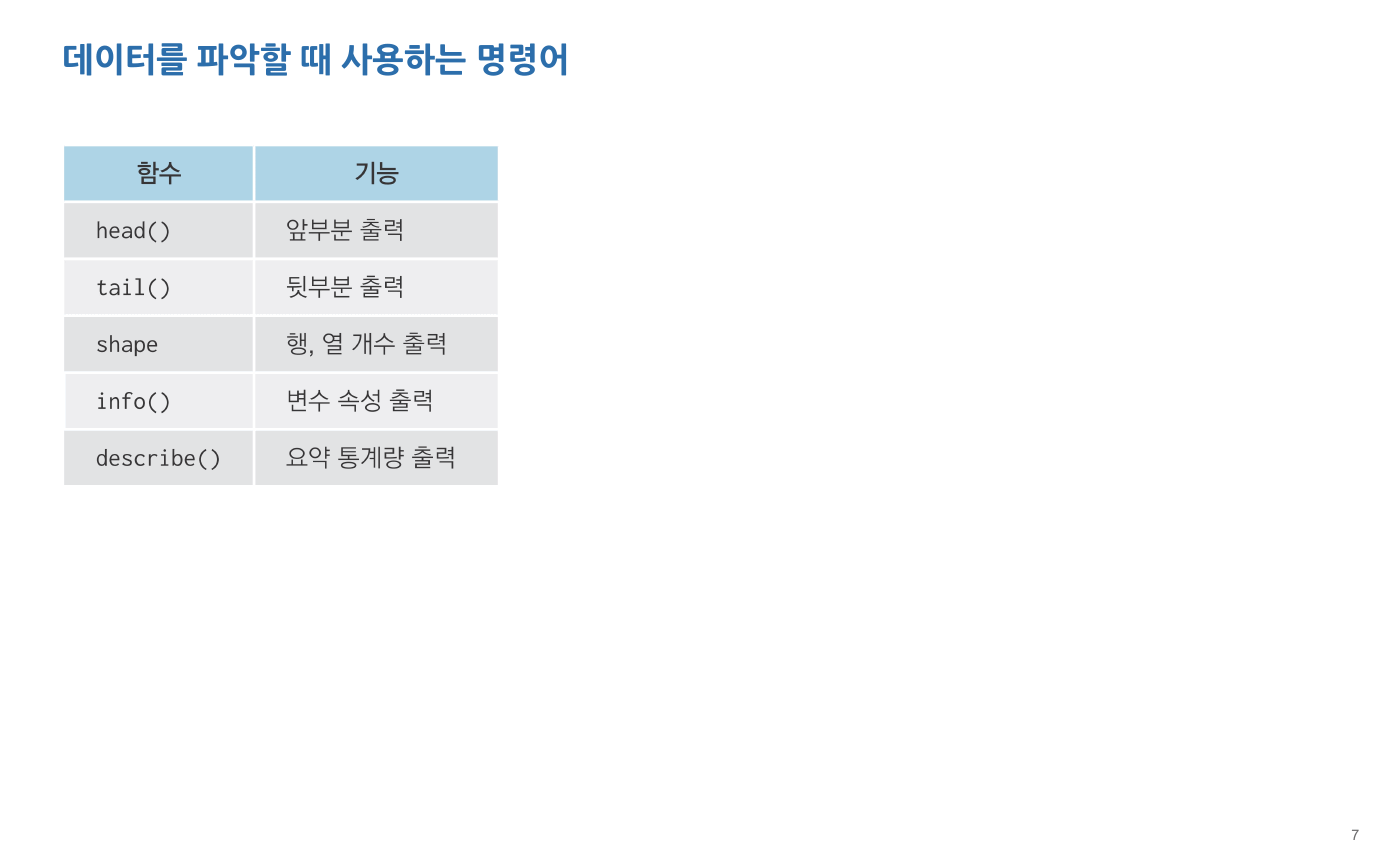 데이터를 파악할 때 사용하는 명령어
함수 기능
head() 앞부분 출력
tail() 뒷부분 출력
shape 행, 열 개수 출력
info() 변수 속성 출력
describe() 요약 통계량 출력
7